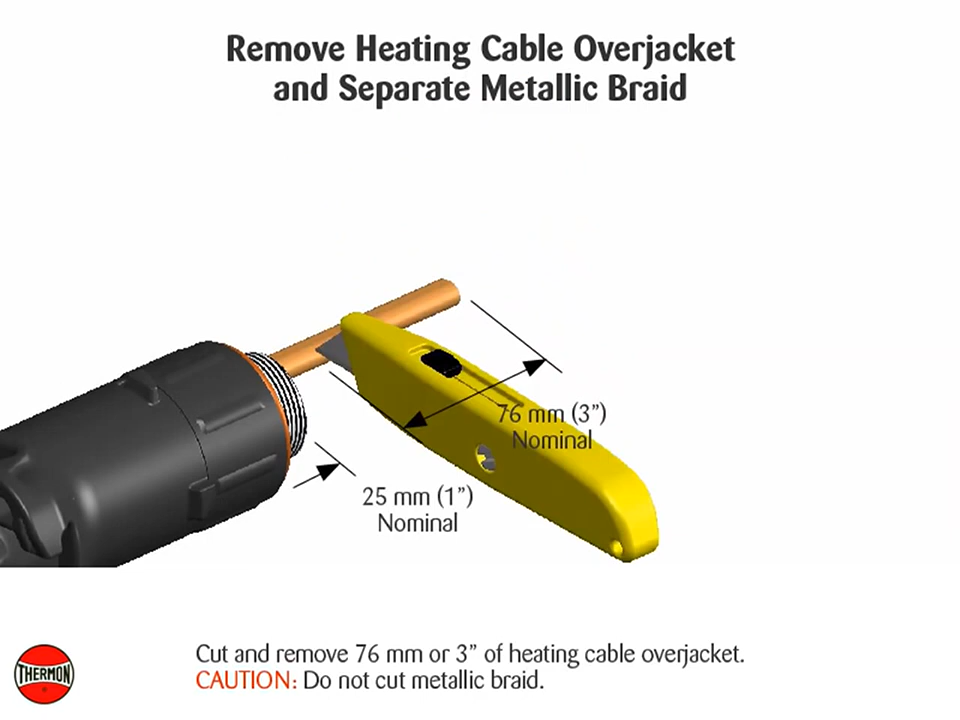 Remove Heating Cable Overjacket
and Separate Metallic Braid
76 mm (3”)
Nominal
25 mm (1”)
Nominal
Cut and remove 76 mm or 3” of heating cable overjacket.
CAUTION: Do not cut metallic braid.
THERMON